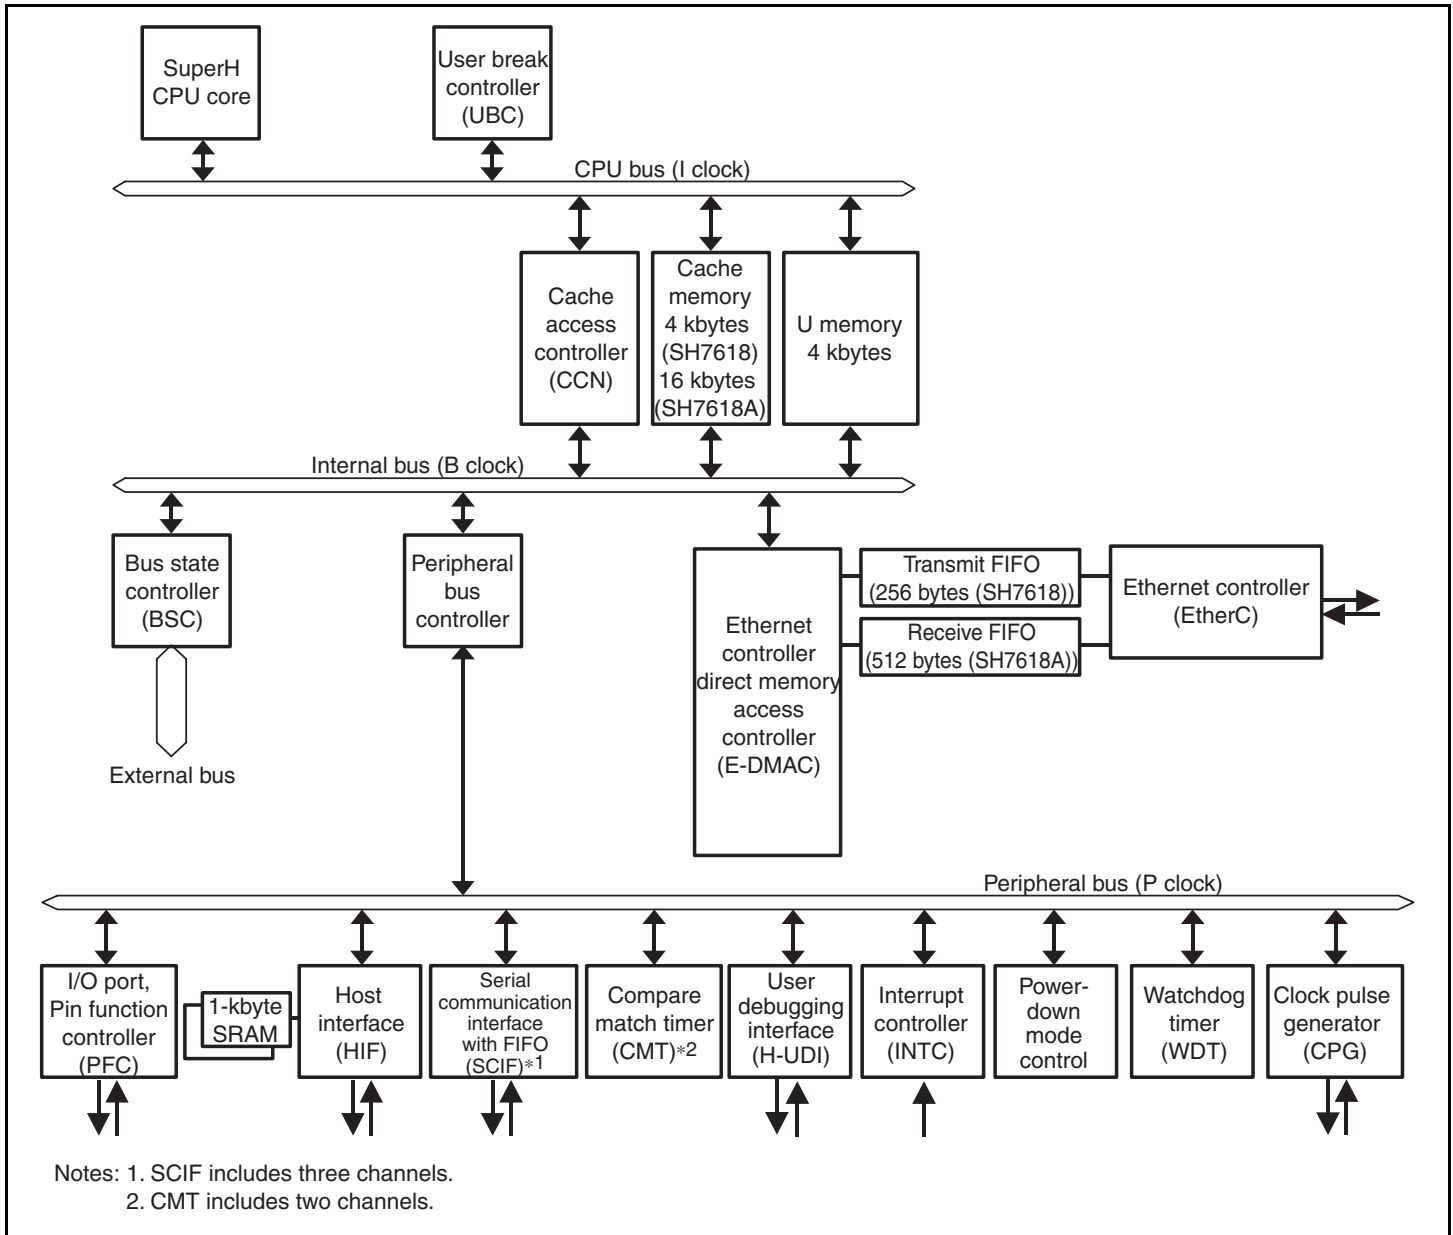 SuperH
CPU core
User break
controller
(UBC)
CPU bus (I clock)
Cache
access
controller
(CCN)
Cache
memory
4 kbytes
(SH7618)
16 kbytes
(SH7618A)
U memory
4 kbytes
Internal bus (B clock)
Bus state
controller
(BSC)
Peripheral
bus
controller
Ethernet
controller
direct memory
access
controller
(E-DMAC)
Transmit FIFO
(256 bytes (SH7618))
Receive FIFO
(512 bytes (SH7618A))
Ethernet controller
(EtherC)
External bus
Peripheral bus (P clock)
I/O port,
Pin function
controller
(PFC)
1-kbyte
SRAM
Host
interface
(HIF)
Serial
communication
interface
with FIFO
(SCIF)*1
Compare
match timer
(CMT)*2
User
debugging
interface
(H-UDI)
Interrupt
controller
(INTC)
Power-
down
mode
control
Watchdog
timer
(WDT)
Clock pulse
generator
(CPG)
Notes: 1. SCIF includes three channels.
2. CMT includes two channels.